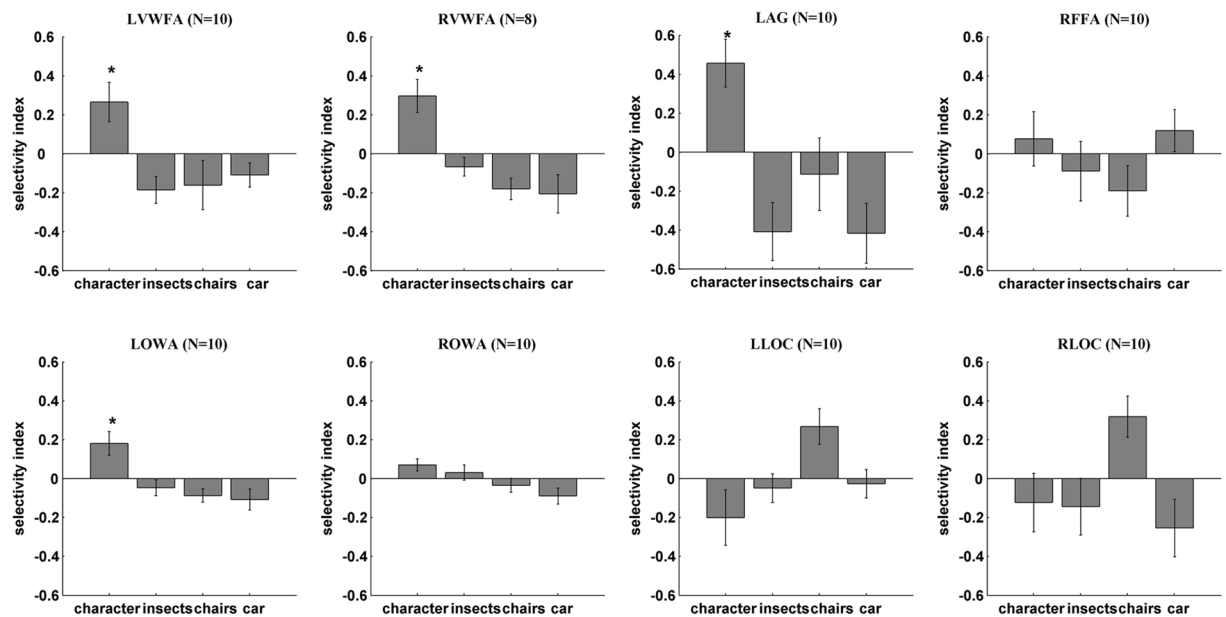 LVWFA (N=10)
0.6
0.4
0.2
0
-0.2
-0.4
-0.6
selectivity index
*
character insects chairs car
RVWFA (N=8)
0.6
0.4
0.2
0
-0.2
-0.4
-0.6
selectivity index
*
character insects chairs car
LAG (N=10)
0.6
0.4
0.2
0
-0.2
-0.4
-0.6
selectivity index
*
character insects chairs car
RFFA (N=10)
0.6
0.4
0.2
0
-0.2
-0.4
-0.6
selectivity index
character insects chairs car
LOWA (N=10)
0.6
0.4
0.2
0
-0.2
-0.4
-0.6
selectivity index
*
character insects chairs car
ROWA (N=10)
0.6
0.4
0.2
0
-0.2
-0.4
-0.6
selectivity index
character insects chairs car
LLOC (N=10)
0.6
0.4
0.2
0
-0.2
-0.4
-0.6
selectivity index
character insects chairs car
RLOC (N=10)
0.6
0.4
0.2
0
-0.2
-0.4
-0.6
selectivity index
character insects chairs car